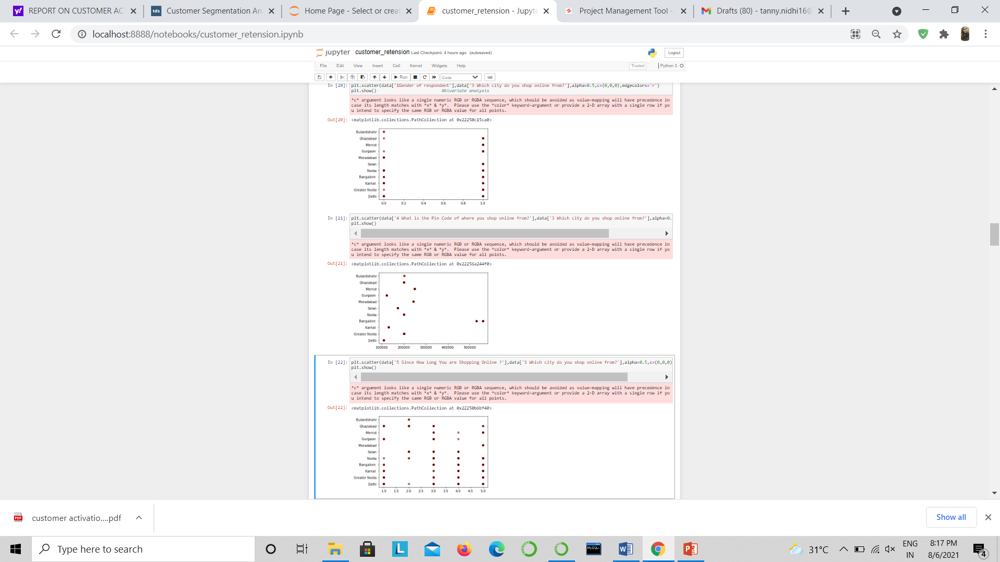 REPORT ON CUSTOMER AC
Customer Segmentation An
Home Page - Select or crea
customer_retension - Jupyt
Project Management Tool -
Drafts (80) - tanny.nidhi16@
localhost:8888/notebooks/customer_retension.ipynb
jupyter customer_retension Last Checkpoint: 4 hours ago (autosaved)
Logout
File Edit View Insert Cell Kernel Widgets Help
Trusted
Python 3
Run
Code
In [20]: plt.scatter(data['1Gender of respondent'],data['3 Which city do you shop online from?'],alpha=0.5,c=(0,0,0),edgecolors='r')
plt.show() #bivariate analysis
*c* argument looks like a single numeric RGB or RGBA sequence, which should be avoided as value-mapping will have precedence in
case its length matches with *x* & *y*. Please use the *color* keyword-argument or provide a 2-D array with a single row if yo
u intend to specify the same RGB or RGBA value for all points.
Out[20]: <matplotlib.collections.PathCollection at 0x22250c15ca0>
Bulandshahr
Ghaziabad
Merrut
Gurgaon
Moradabad
Solan
Noida
Bangalore
Karnal
Greater Noida
Delhi
0.0 0.2 0.4 0.6 0.8 1.0
In [21]: plt.scatter(data['4 What is the Pin Code of where you shop online from?'],data['3 Which city do you shop online from?'],alpha=0.
plt.show()
*c* argument looks like a single numeric RGB or RGBA sequence, which should be avoided as value-mapping will have precedence in
case its length matches with *x* & *y*. Please use the *color* keyword-argument or provide a 2-D array with a single row if yo
u intend to specify the same RGB or RGBA value for all points.
Out[21]: <matplotlib.collections.PathCollection at 0x22256a244f0>
Bulandshahr
Ghaziabad
Merrut
Gurgaon
Moradabad
Solan
Noida
Bangalore
Karnal
Greater Noida
Delhi
100000 200000 300000 400000 500000
In [22]: plt.scatter(data['5 Since How Long You are Shopping Online ?'],data['3 Which city do you shop online from?'],alpha=0.5,c=(0,0,0)
plt.show()
*c* argument looks like a single numeric RGB or RGBA sequence, which should be avoided as value-mapping will have precedence in
case its length matches with *x* & *y*. Please use the *color* keyword-argument or provide a 2-D array with a single row if yo
u intend to specify the same RGB or RGBA value for all points.
Out[22]: <matplotlib.collections.PathCollection at 0x22250b6bf40>
Bulandshahr
Ghaziabad
Merrut
Gurgaon
Moradabad
Solan
Noida
Bangalore
Karnal
Greater Noida
Delhi
1.0 1.5 2.0 2.5 3.0 3.5 4.0 4.5 5.0
PDF customer activatio....pdf
Show all
Type here to search
MySQL
31°C
ENG
IN
8:17 PM
8/6/2021
4